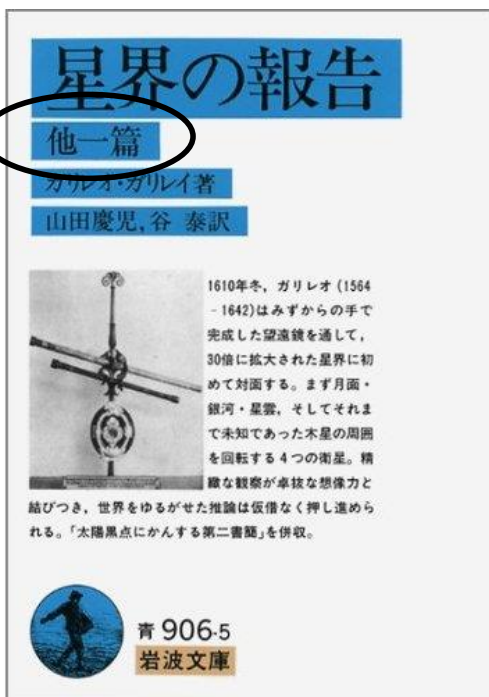 星界の報告
他一篇
ガリレオ・ガリレイ著
山田慶児,谷 泰訳
1610年冬，ガリレオ(1564
-1642)はみずからの手で
完成した望遠鏡を通して，
30倍に拡大された星界に初
めて対面する。まず月面・
銀河・星雲，そしてそれま
で未知であった木星の周囲
を回転する4つの衛星。精
緻な観察が卓抜な想像力と
結びつき，世界をゆるがせた推論は仮借なく押し進めら
れる。「太陽黒点にかんする第二書簡」を併収。
青 906-5
岩波文庫